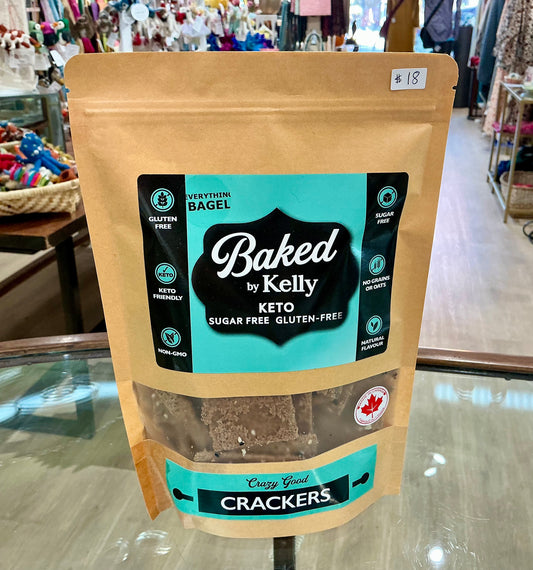 $18
EVERYTHING
BAGEL
GLUTEN
FREE
KETO
KETO
FRIENDLY
NON-GMO
Baked
by Kelly
KETO
SUGAR FREE GLUTEN-FREE
SUGAR
FREE
NO GRAINS
OR OATS
NATURAL
FLAVOUR
Crazy Good
CRACKERS